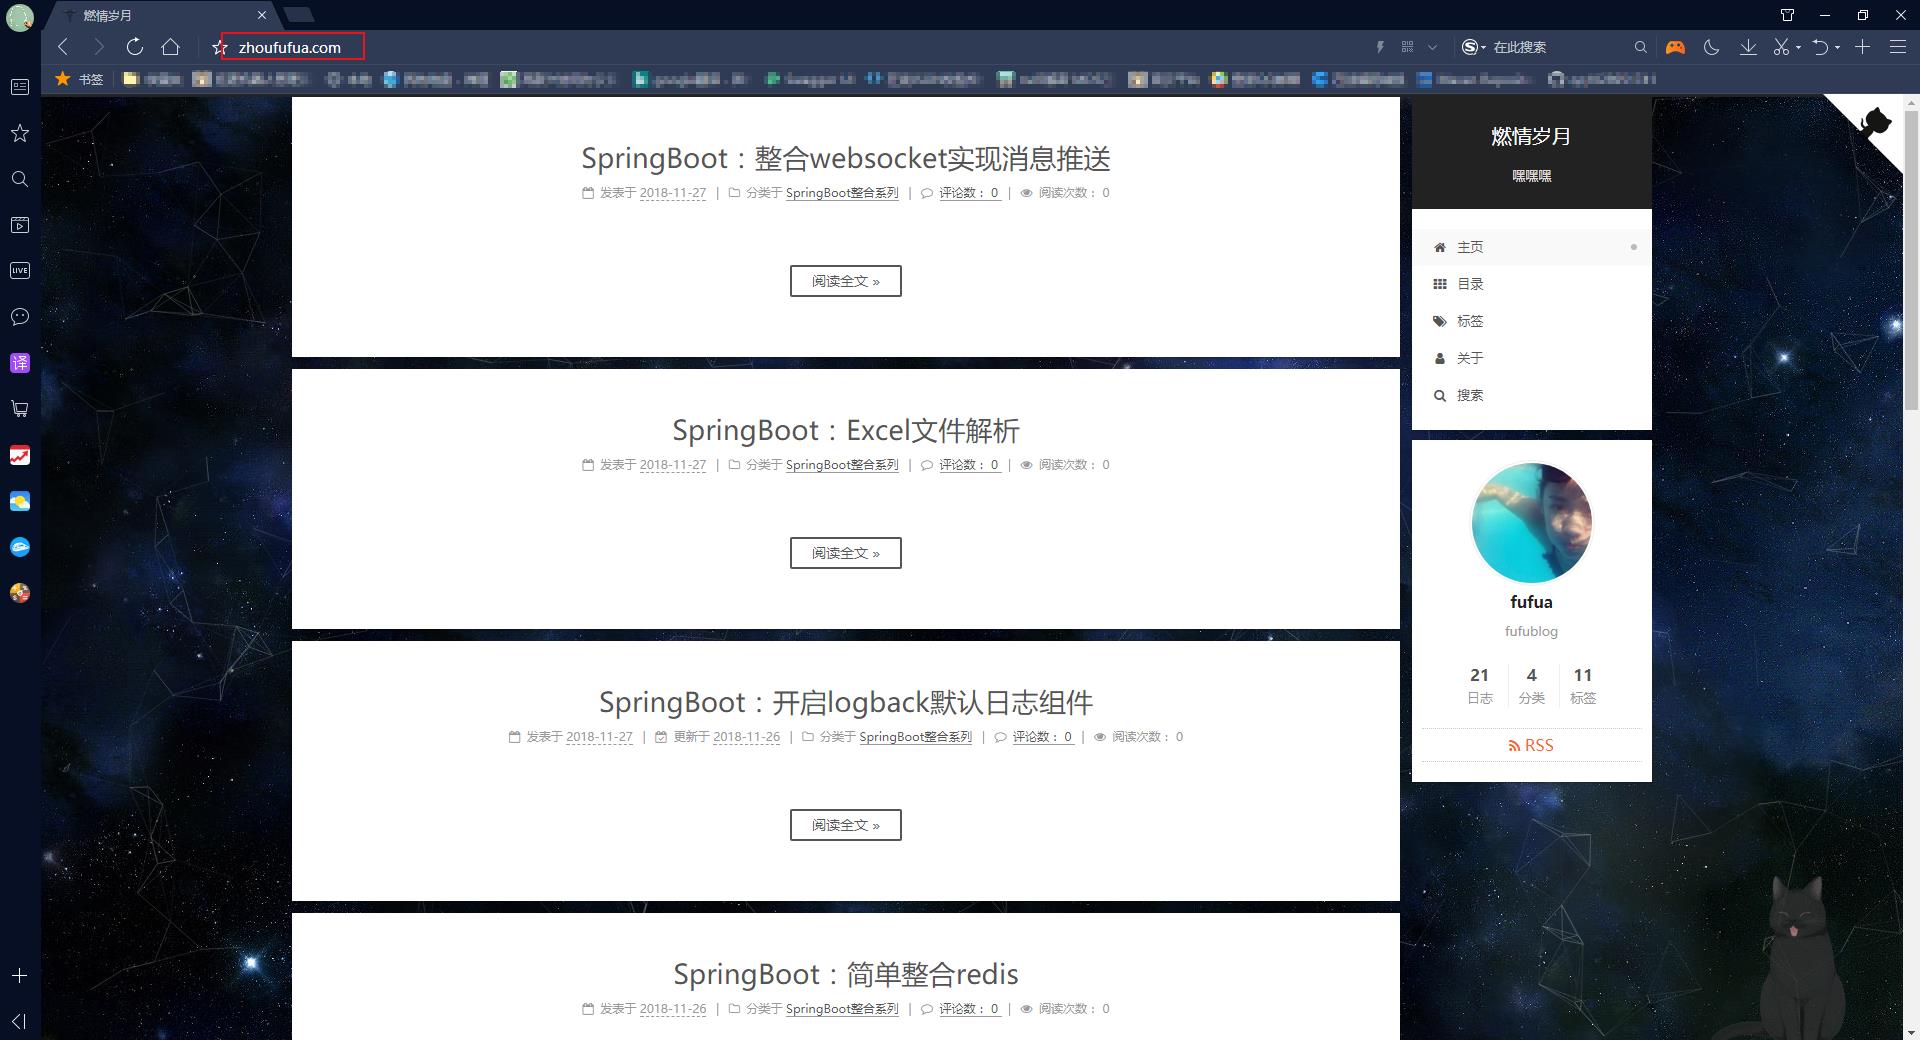 燃情岁月
zhoufufua.com
在此搜索
书签
LIVE
译
SpringBoot：整合websocket实现消息推送
发表于 2018-11-27 | 分类于 SpringBoot整合系列 | 评论数： 0 | 阅读次数： 0
阅读全文 »
SpringBoot：Excel文件解析
发表于 2018-11-27 | 分类于 SpringBoot整合系列 | 评论数： 0 | 阅读次数： 0
阅读全文 »
SpringBoot：开启logback默认日志组件
发表于 2018-11-27 | 更新于 2018-11-26 | 分类于 SpringBoot整合系列 | 评论数： 0 | 阅读次数： 0
阅读全文 »
SpringBoot：简单整合redis
发表于 2018-11-26 | 分类于 SpringBoot整合系列 | 评论数： 0 | 阅读次数： 0
燃情岁月
嘿嘿嘿
主页
目录
标签
关于
搜索
fufua
fufublog
21 4 11
日志 分类 标签
RSS